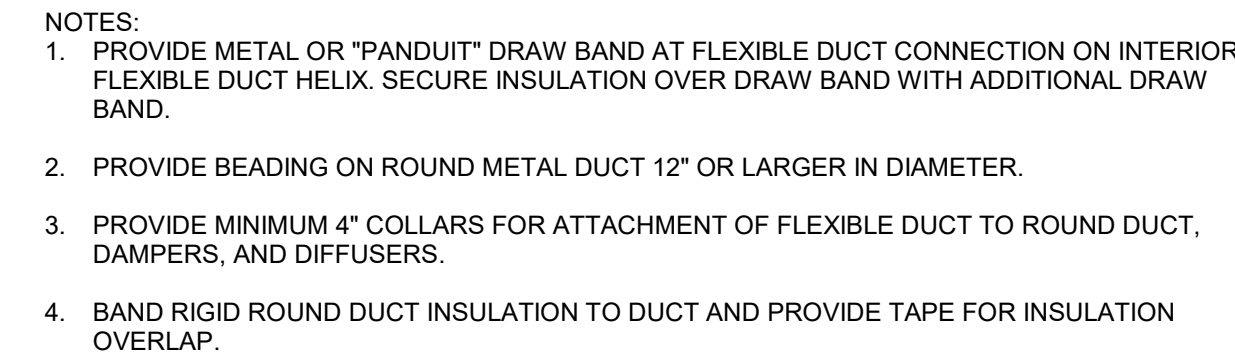 NOTES:
1. PROVIDE METAL OR "PANDUIT" DRAW BAND AT FLEXIBLE DUCT CONNECTION ON INTERIOR
FLEXIBLE DUCT HELIX. SECURE INSULATION OVER DRAW BAND WITH ADDITIONAL DRAW
BAND.
2. PROVIDE BEADING ON ROUND METAL DUCT 12" OR LARGER IN DIAMETER.
3. PROVIDE MINIMUM 4" COLLARS FOR ATTACHMENT OF FLEXIBLE DUCT TO ROUND DUCT,
DAMPERS, AND DIFFUSERS.
4. BAND RIGID ROUND DUCT INSULATION TO DUCT AND PROVIDE TAPE FOR INSULATION
OVERLAP.